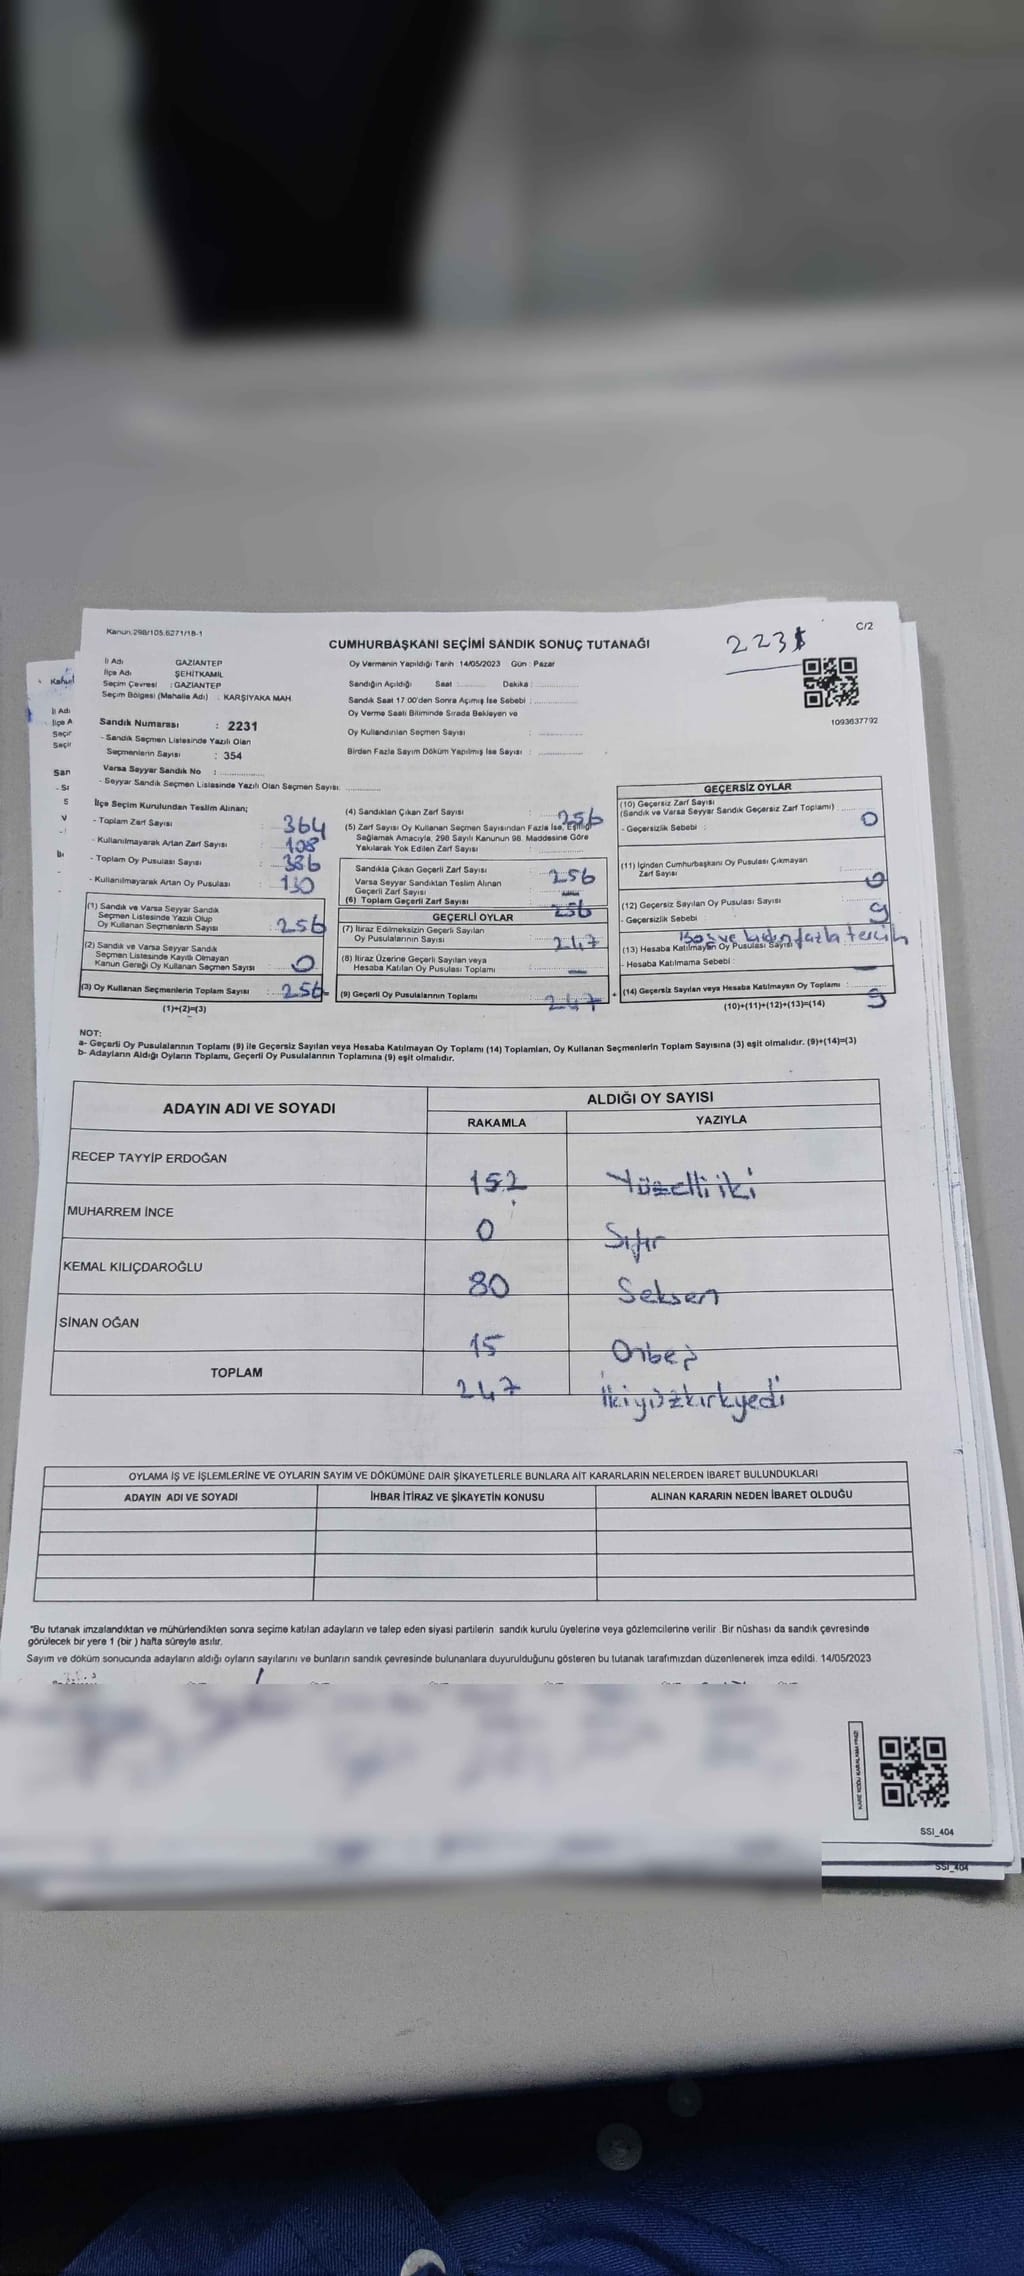 Kanun.298/105.6271/18-1
CUMHURBAŞKANI SEÇİMİ SANDIK SONUÇ TUTANAĞI
2231
C/2
İl Adı GAZİANTEP
İlçe Adı ŞEHİTKAMİL
Seçim Çevresi : GAZİANTEP
Seçim Bölgesi (Mahalle Adı) : KARŞIYAKA MAH
Oy Vermenin Yapıldığı Tarih :14/05/2023 Gün : Pazar
Sandığın Açıldığı Saat : Dakika :
Sandık Saat 17:00'den Sonra Açımış İse Sebebi :
Oy Verme Saati Bitiminde Sırada Bekleyen ve
Oy Kullandırılan Seçmen Sayısı :
Birden Fazla Sayım Döküm Yapılmış İse Sayısı :
1093637792
Sandık Numarası : 2231
- Sandık Seçmen Listesinde Yazılı Olan
Seçmenlerin Sayısı : 354
Varsa Seyyar Sandık No :
- Seyyar Sandık Seçmen Listesinde Yazılı Olan Seçmen Sayısı:
İlçe Seçim Kurulundan Teslim Alınan;
- Toplam Zarf Sayısı : 364
- Kullanılmayarak Artan Zarf Sayısı : 108
- Toplam Oy Pusulası Sayısı : 386
- Kullanılmayarak Artan Oy Pusulası : 130
(1) Sandık ve Varsa Seyyar Sandık
Seçmen Listesinde Yazılı Olup
Oy Kullanan Seçmenlerin Sayısı : 256
(2) Sandık ve Varsa Seyyar Sandık
Seçmen Listesinde Kayıtlı Olmayan
Kanun Gereği Oy Kullanan Seçmen Sayısı : 0
(3) Oy Kullanan Seçmenlerin Toplam Sayısı : 256
(1)+(2)=(3)
(4) Sandıktan Çıkan Zarf Sayısı : 256
(5) Zarf Sayısı Oy Kullanan Seçmen Sayısından Fazla İse, Eşitliği
Sağlamak Amacıyla; 298 Sayılı Kanunun 98. Maddesine Göre
Yakılarak Yok Edilen Zarf Sayısı :
Sandıkta Çıkan Geçerli Zarf Sayısı : 256
Varsa Seyyar Sandıktan Teslim Alınan
Geçerli Zarf Sayısı : —
(6) Toplam Geçerli Zarf Sayısı : 256
GEÇERLİ OYLAR
(7) İtiraz Edilmeksizin Geçerli Sayılan
Oy Pusulalarının Sayısı : 247
(8) İtiraz Üzerine Geçerli Sayılan veya
Hesaba Katılan Oy Pusulası Toplamı : —
(9) Geçerli Oy Pusulalarının Toplamı : 247
GEÇERSİZ OYLAR
(10) Geçersiz Zarf Sayısı
(Sandık ve Varsa Seyyar Sandık Geçersiz Zarf Toplamı) : 0
- Geçersizlik Sebebi :
(11) İçinden Cumhurbaşkanı Oy Pusulası Çıkmayan
Zarf Sayısı : 0
(12) Geçersiz Sayılan Oy Pusulası Sayısı : 9
- Geçersizlik Sebebi Boş ve birden fazla tercih
(13) Hesaba Katılmayan Oy Pusulası Sayısı : —
- Hesaba Katılmama Sebebi :
(14) Geçersiz Sayılan veya Hesaba Katılmayan Oy Toplamı : 9
(10)+(11)+(12)+(13)=(14)
NOT:
a- Geçerli Oy Pusulalarının Toplamı (9) ile Geçersiz Sayılan veya Hesaba Katılmayan Oy Toplamı (14) Toplamları, Oy Kullanan Seçmenlerin Toplam Sayısına (3) eşit olmalıdır. (9)+(14)=(3)
b- Adayların Aldığı Oyların Toplamı, Geçerli Oy Pusulalarının Toplamına (9) eşit olmalıdır.
ADAYIN ADI VE SOYADI
ALDIĞI OY SAYISI
RAKAMLA YAZIYLA
RECEP TAYYİP ERDOĞAN 152 Yüzelliiki
MUHARREM İNCE 0 Sıfır
KEMAL KILIÇDAROĞLU 80 Seksen
SİNAN OĞAN 15 Onbeş
TOPLAM 247 İkiyüzkırkyedi
OYLAMA İŞ VE İŞLEMLERİNE VE OYLARIN SAYIM VE DÖKÜMÜNE DAİR ŞİKAYETLERLE BUNLARA AİT KARARLARIN NELERDEN İBARET BULUNDUKLARI
ADAYIN ADI VE SOYADI İHBAR İTİRAZ VE ŞİKAYETİN KONUSU ALINAN KARARIN NEDEN İBARET OLDUĞU
"Bu tutanak imzalandıktan ve mühürlendikten sonra seçime katılan adayların ve talep eden siyasi partilerin sandık kurulu üyelerine veya gözlemcilerine verilir .Bir nüshası da sandık çevresinde
görülecek bir yere 1 (bir ) hafta süreyle asılır.
Sayım ve döküm sonucunda adayların aldığı oyların sayılarını ve bunların sandık çevresinde bulunanlara duyurulduğunu gösteren bu tutanak tarafımızdan düzenlenerek imza edildi. 14/05/2023
SSI_404
SSI_404